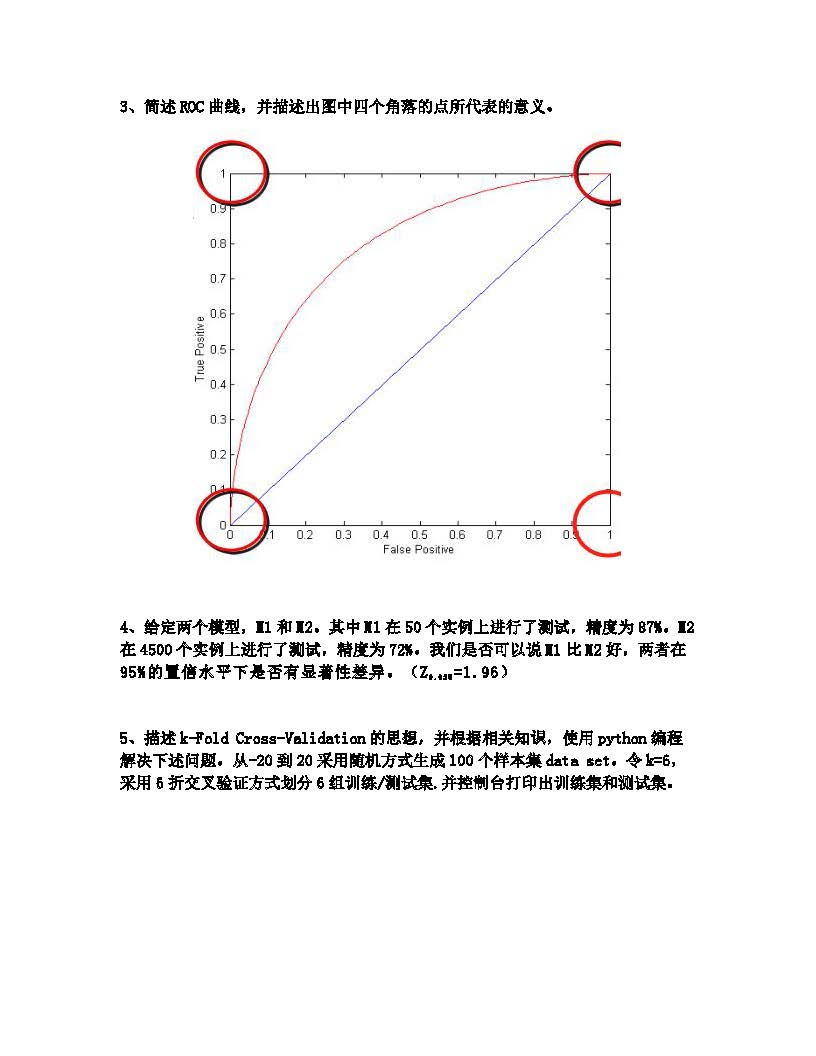 3、简述 ROC 曲线，并描述出图中四个角落的点所代表的意义。
1
0.9
0.8
0.7
0.6
0.5
0.4
0.3
0.2
0.1
0
True Positive
0 0.1 0.2 0.3 0.4 0.5 0.6 0.7 0.8 0.9 1
False Positive
4、给定两个模型，M1 和 M2。其中 M1 在 50 个实例上进行了测试，精度为 87%。M2
在 4500 个实例上进行了测试，精度为 72%。我们是否可以说 M1 比 M2 好，两者在
95%的置信水平下是否有显著性差异。（Z0.025=1.96）
5、描述 k-Fold Cross-Validation 的思想，并根据相关知识，使用 python 编程
解决下述问题。从-20 到 20 采用随机方式生成 100 个样本集 data set。令 k=6，
采用 6 折交叉验证方式划分 6 组训练/测试集.并控制台打印出训练集和测试集。